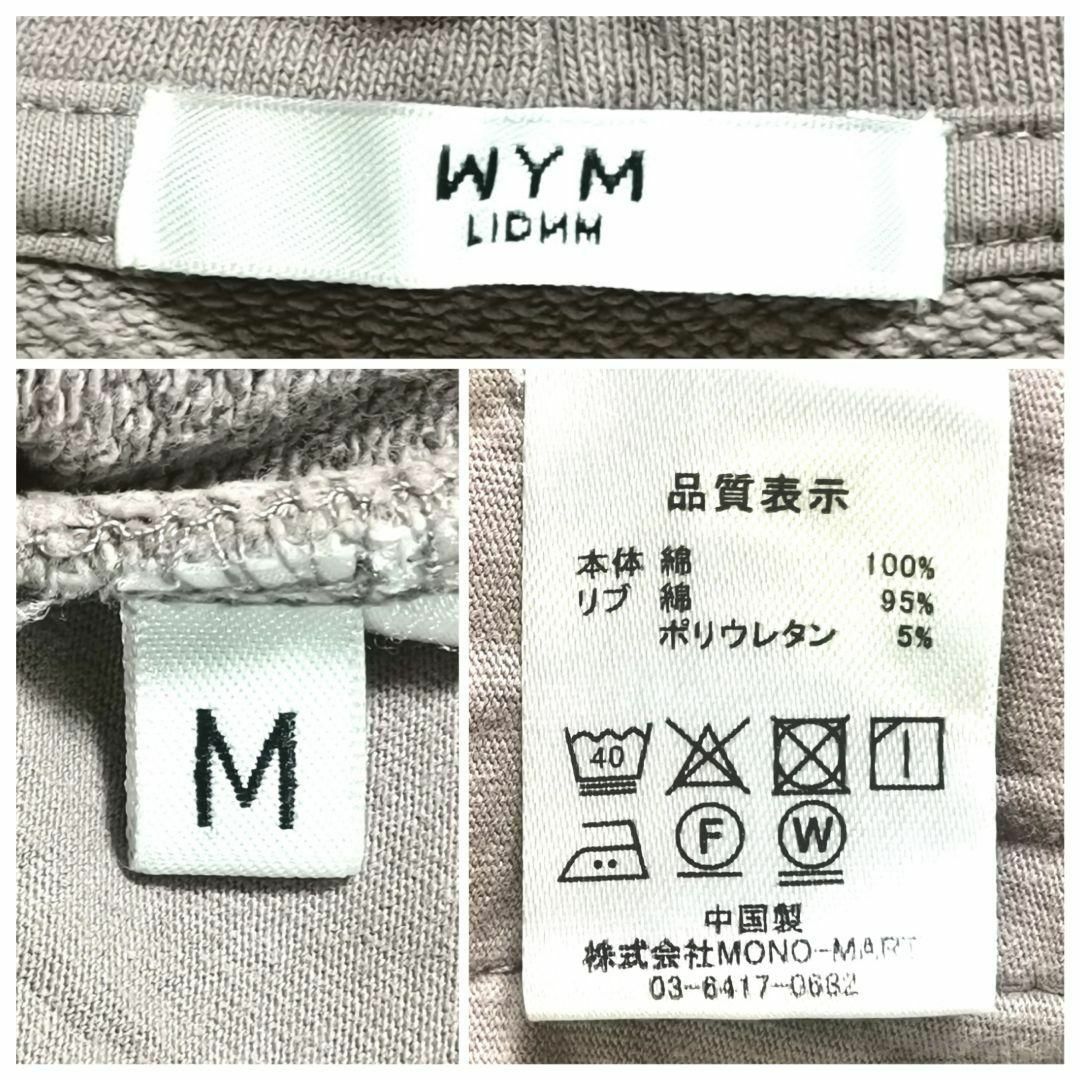 WYM
LIDNM
M
品質表示
本体 綿 100%
リブ 綿 95%
ポリウレタン 5%
40
F W
中国製
株式会社MONO-MART
03-6417-0682